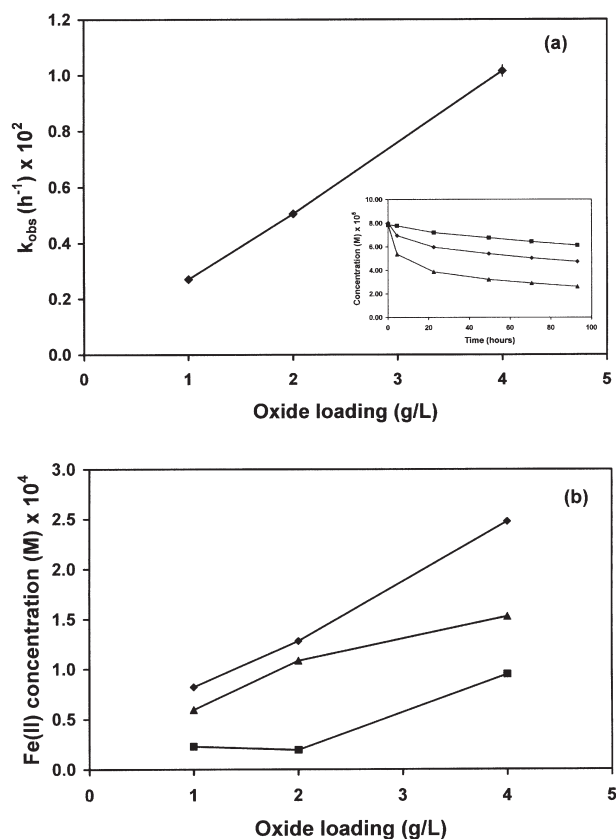 (a)
k_obs (h⁻¹) x 10²
1.2
1.0
0.8
0.6
0.4
0.2
0.0
0 1 2 3 4 5
Oxide loading (g/L)
Concentration (M) x 10⁵
10.00
8.00
6.00
4.00
2.00
0.00
0 20 40 60 80 100
Time (hours)
(b)
Fe(II) concentration (M) x 10⁴
3.0
2.5
2.0
1.5
1.0
0.5
0.0
0 1 2 3 4 5
Oxide loading (g/L)